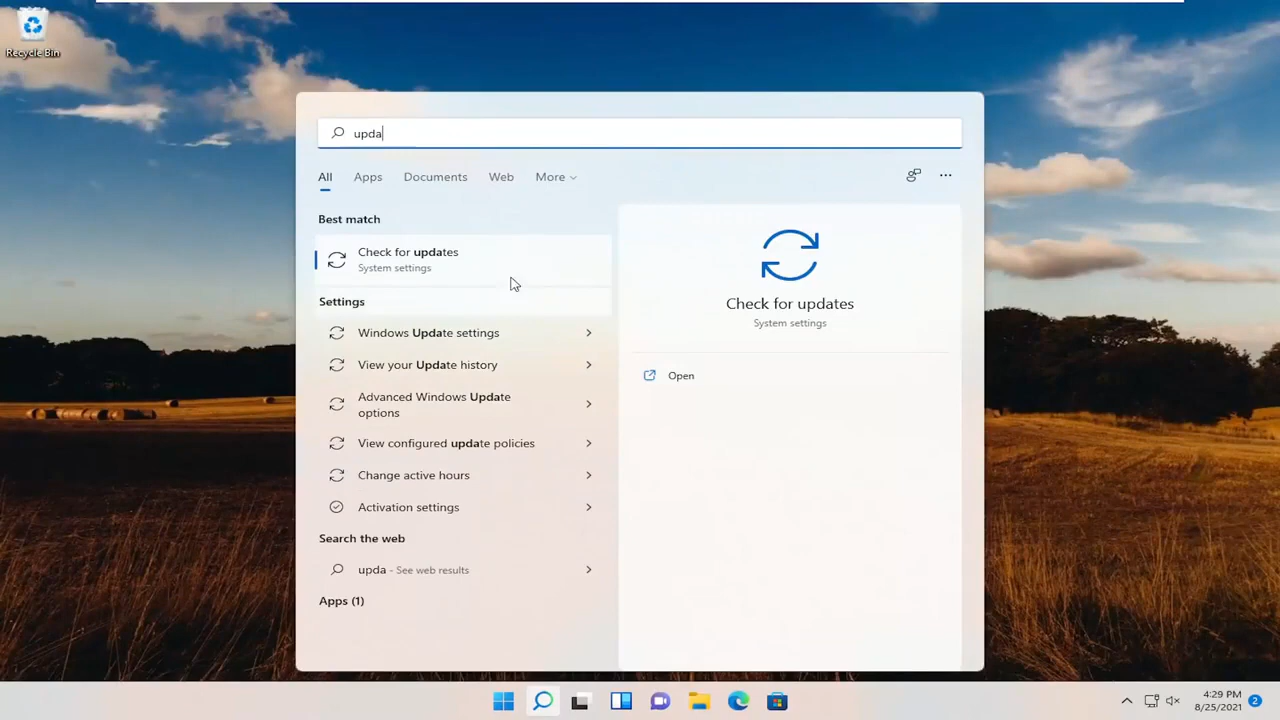 Recycle Bin
upda
All Apps Documents Web More
Best match
Check for updates
System settings
Settings
Windows Update settings
View your Update history
Advanced Windows Update
options
View configured update policies
Change active hours
Activation settings
Search the web
upda - See web results
Apps (1)
Check for updates
System settings
Open
4:29 PM
8/25/2021
2